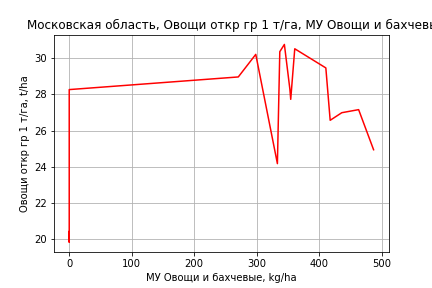 Московская область, Овощи откр гр 1 т/га, МУ Овощи и бахчевы
Овощи откр гр 1 т/га, t/ha
30
28
26
24
22
20
0 100 200 300 400 500
МУ Овощи и бахчевые, kg/ha